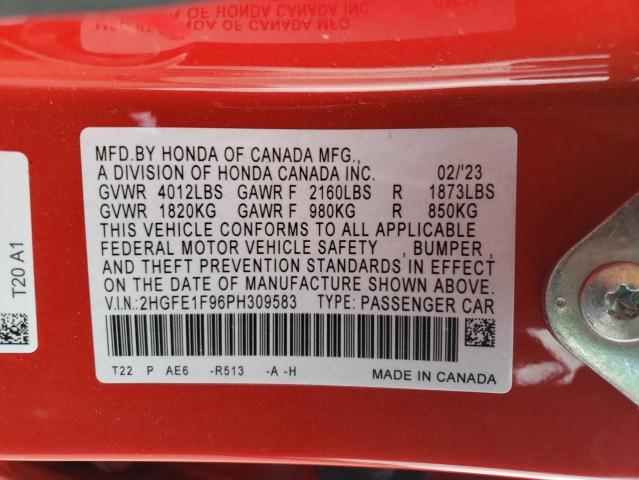 MFD.BY HONDA OF CANADA MFG.,
A DIVISION OF HONDA CANADA INC. 02/'23
GVWR 4012LBS GAWR F 2160LBS R 1873LBS
GVWR 1820KG GAWR F 980KG R 850KG
THIS VEHICLE CONFORMS TO ALL APPLICABLE
FEDERAL MOTOR VEHICLE SAFETY , BUMPER,
AND THEFT PREVENTION STANDARDS IN EFFECT
ON THE DATE OF MANUFACTURE SHOWN ABOVE.
V.I.N.:2HGFE1F96PH309583 TYPE: PASSENGER CAR
T22 P AE6 -R513 -A -H MADE IN CANADA
T20 A1